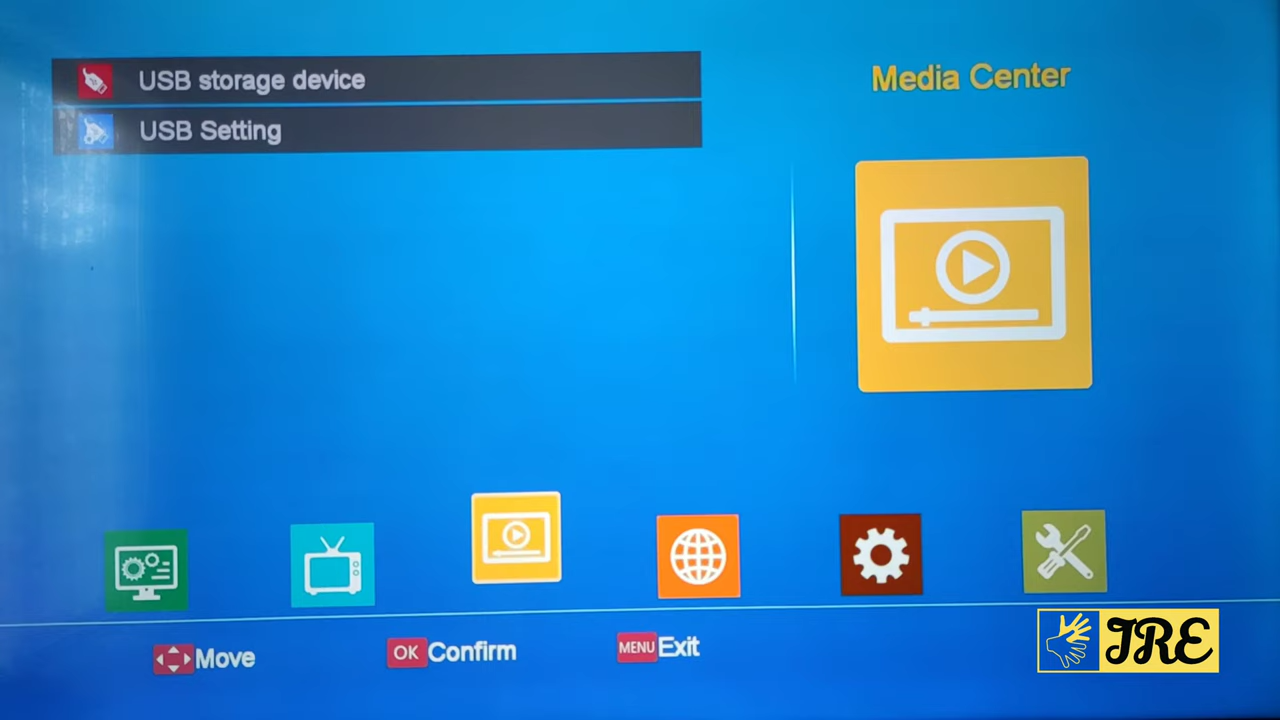 USB storage device
Media Center
USB Setting
Move
OK Confirm
MENU Exit
JRE